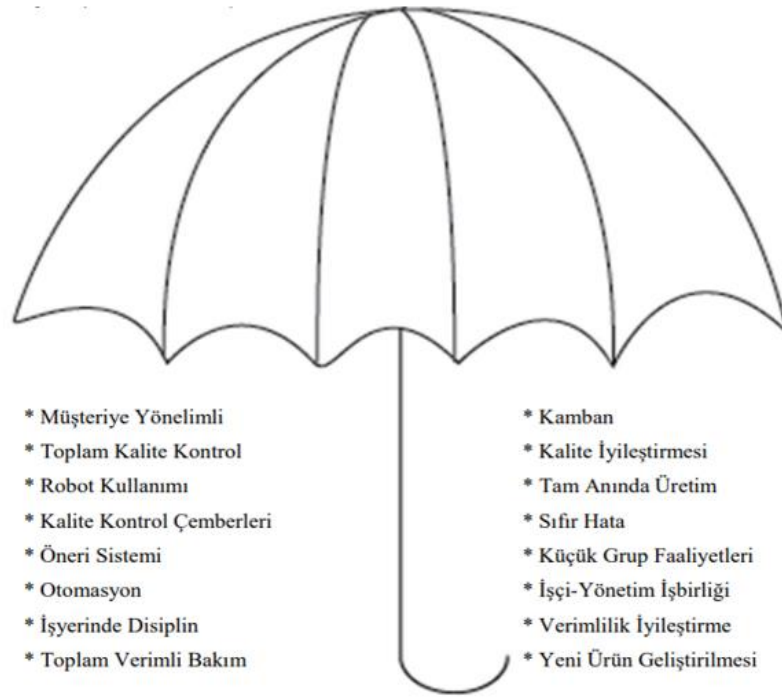 * Müşteriye Yönelimli
* Toplam Kalite Kontrol
* Robot Kullanımı
* Kalite Kontrol Çemberleri
* Öneri Sistemi
* Otomasyon
* İşyerinde Disiplin
* Toplam Verimli Bakım
* Kamban
* Kalite İyileştirmesi
* Tam Anında Üretim
* Sıfır Hata
* Küçük Grup Faaliyetleri
* İşçi-Yönetim İşbirliği
* Verimlilik İyileştirme
* Yeni Ürün Geliştirilmesi